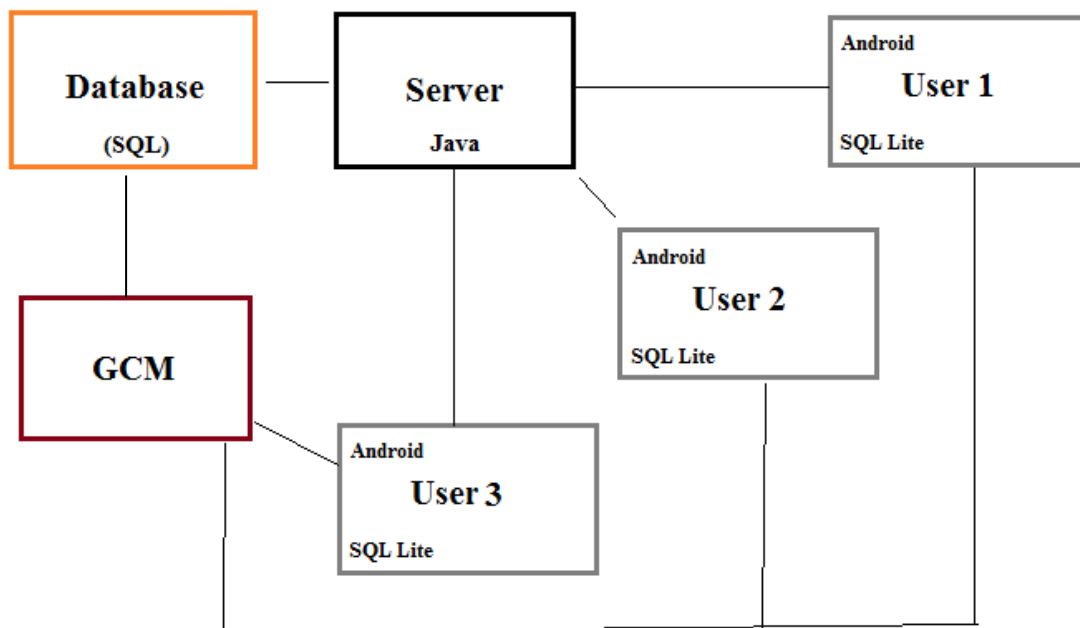 Database
(SQL)
Server
Java
Android
User 1
SQL Lite
Android
User 2
SQL Lite
GCM
Android
User 3
SQL Lite